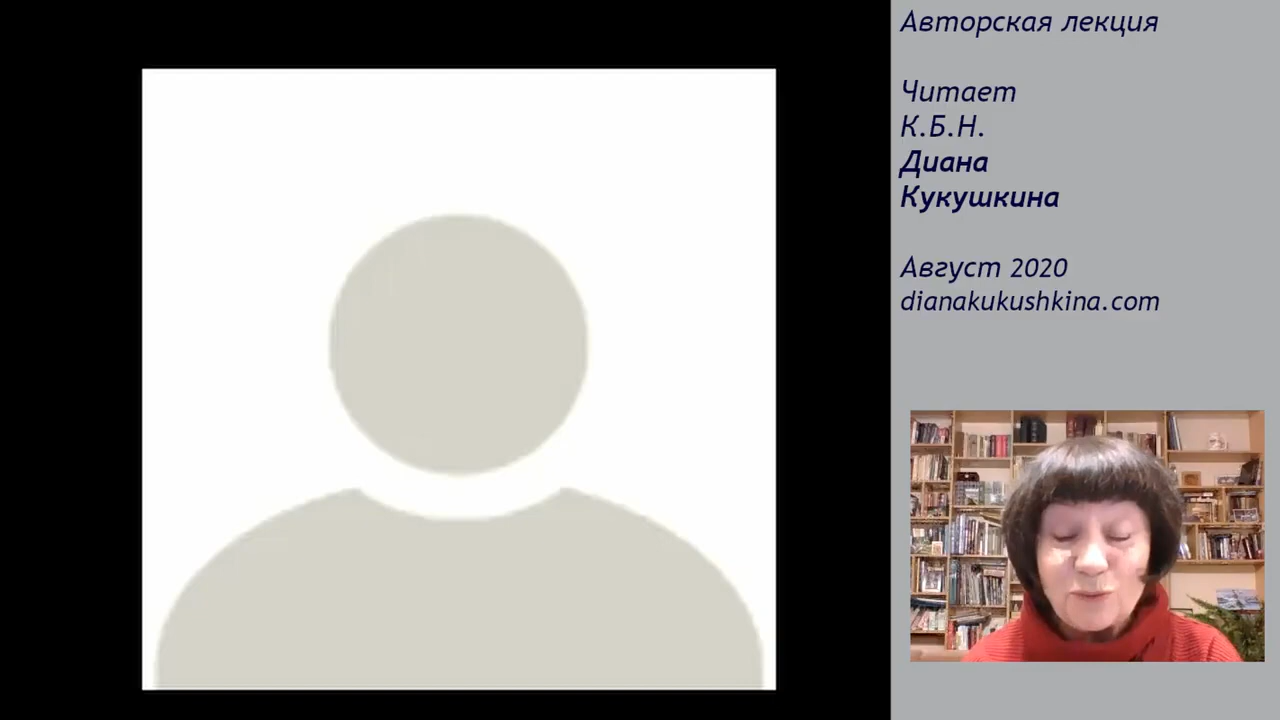 Авторская лекция
Читает
К.Б.Н.
Диана
Кукушкина
Август 2020
dianakukushkina.com